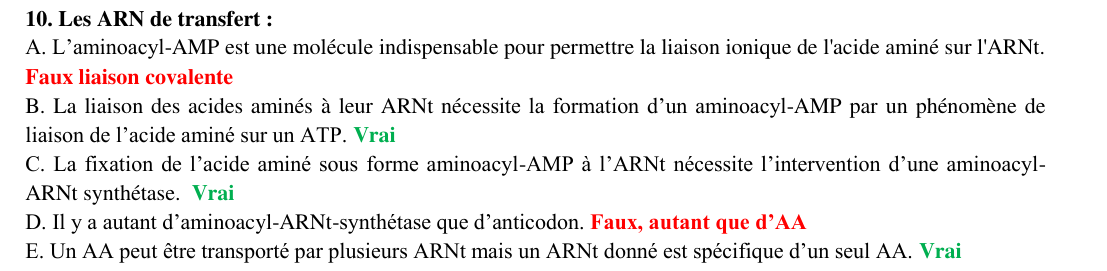 10. Les ARN de transfert :
A. L’aminoacyl-AMP est une molécule indispensable pour permettre la liaison ionique de l'acide aminé sur l'ARNt.
Faux liaison covalente
B. La liaison des acides aminés à leur ARNt nécessite la formation d’un aminoacyl-AMP par un phénomène de
liaison de l’acide aminé sur un ATP. Vrai
C. La fixation de l’acide aminé sous forme aminoacyl-AMP à l’ARNt nécessite l’intervention d’une aminoacyl-
ARNt synthétase. Vrai
D. Il y a autant d’aminoacyl-ARNt-synthétase que d’anticodon. Faux, autant que d’AA
E. Un AA peut être transporté par plusieurs ARNt mais un ARNt donné est spécifique d’un seul AA. Vrai